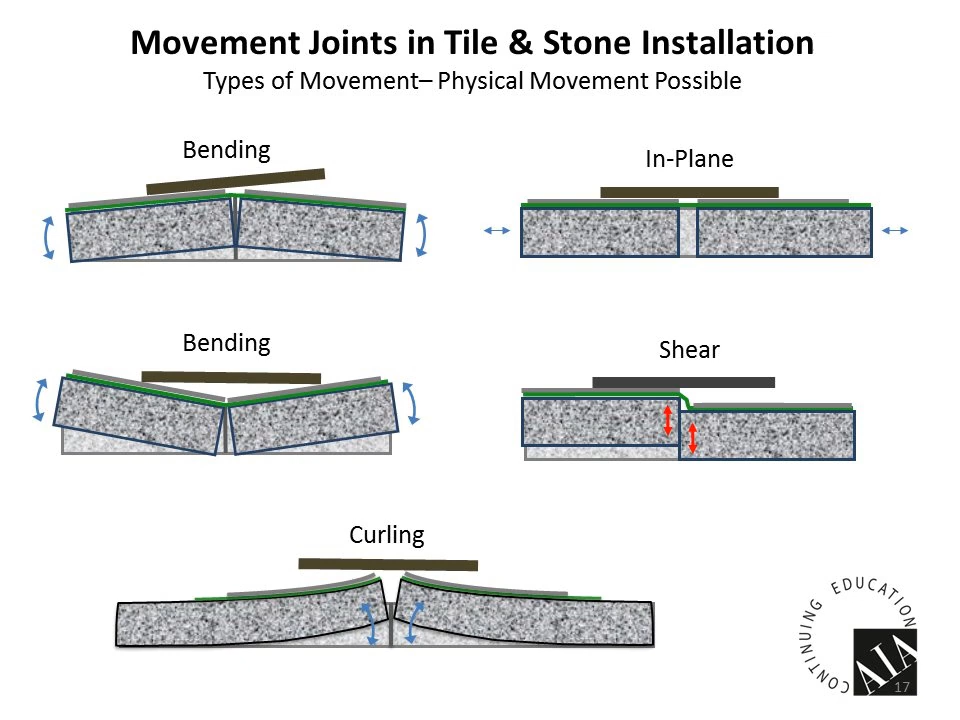 Movement Joints in Tile & Stone Installation
Types of Movement– Physical Movement Possible
Bending
In-Plane
Bending
Shear
Curling
CONTINUING EDUCATION
AIA
17